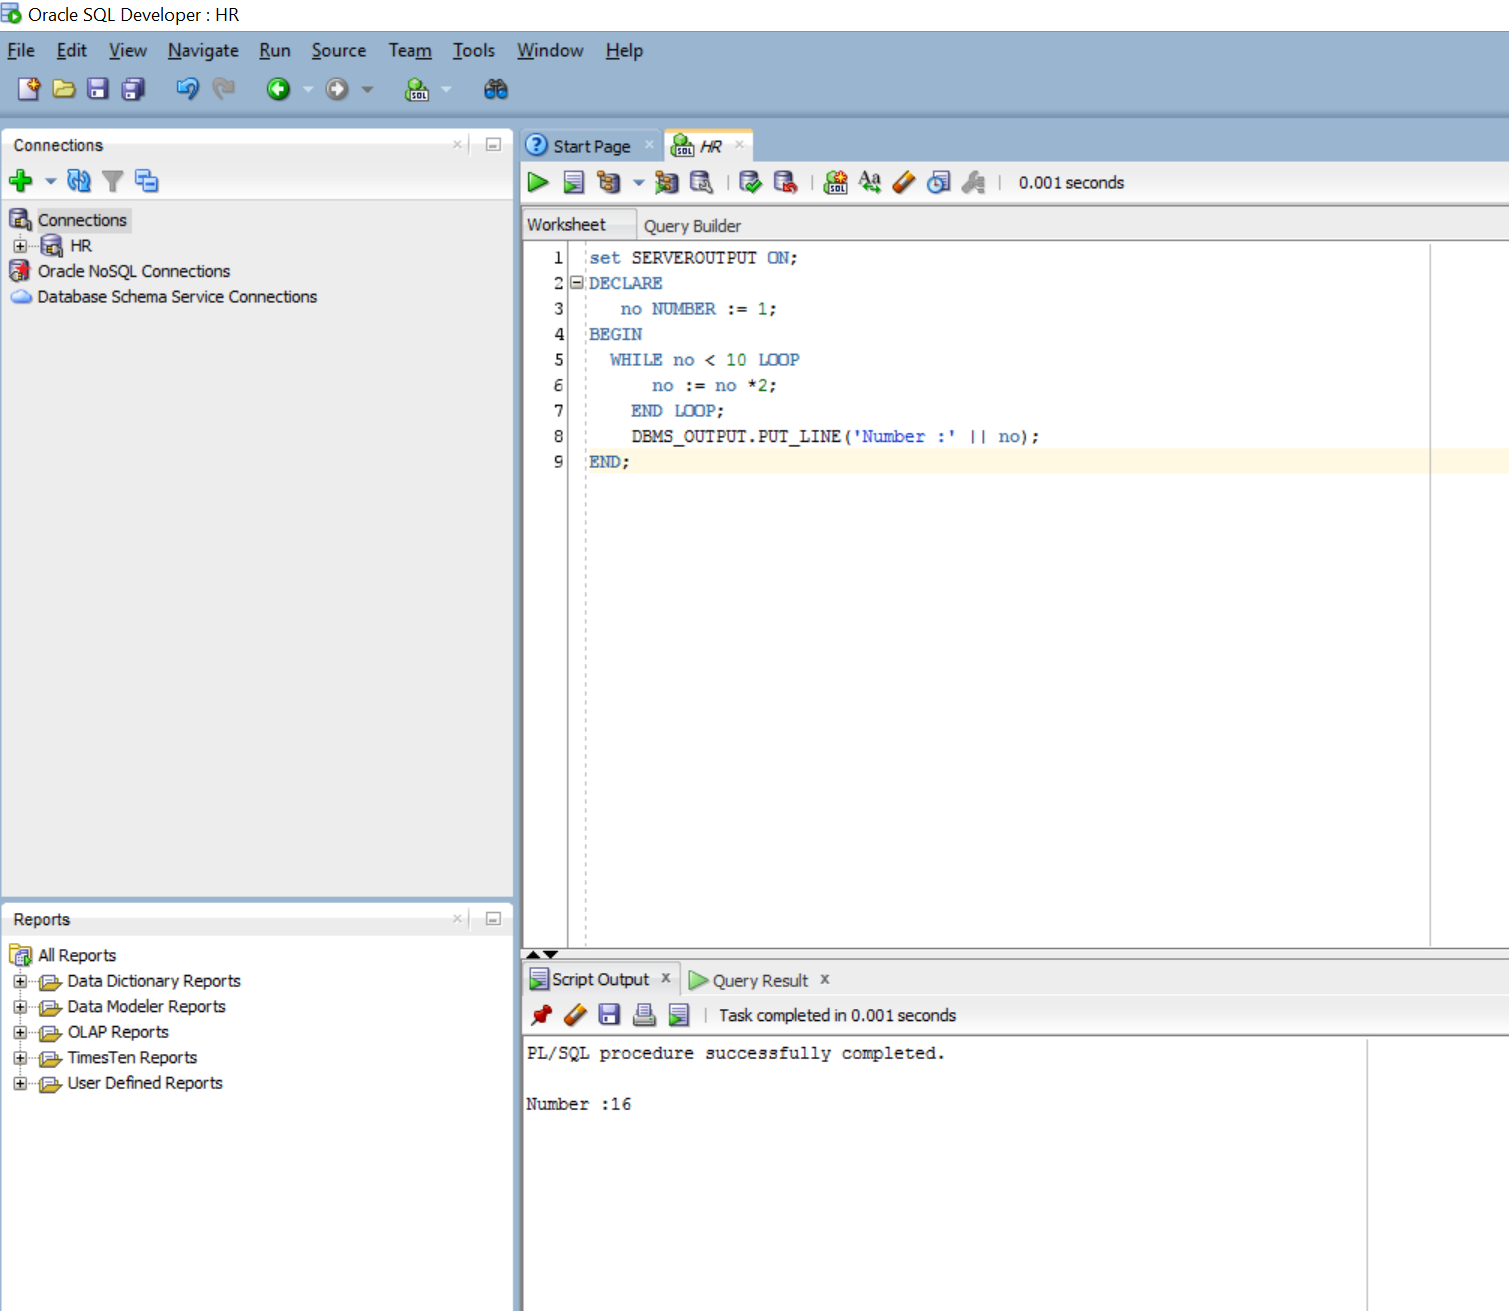 Oracle SQL Developer : HR
File Edit View Navigate Run Source Team Tools Window Help
Connections
Connections
HR
Oracle NoSQL Connections
Database Schema Service Connections
Start Page
HR
0.001 seconds
Worksheet
Query Builder
1 set SERVEROUTPUT ON;
2 DECLARE
3 no NUMBER := 1;
4 BEGIN
5 WHILE no < 10 LOOP
6 no := no *2;
7 END LOOP;
8 DBMS_OUTPUT.PUT_LINE('Number :' || no);
9 END;
Reports
All Reports
Data Dictionary Reports
Data Modeler Reports
OLAP Reports
TimesTen Reports
User Defined Reports
Script Output
Query Result
Task completed in 0.001 seconds
PL/SQL procedure successfully completed.
Number :16